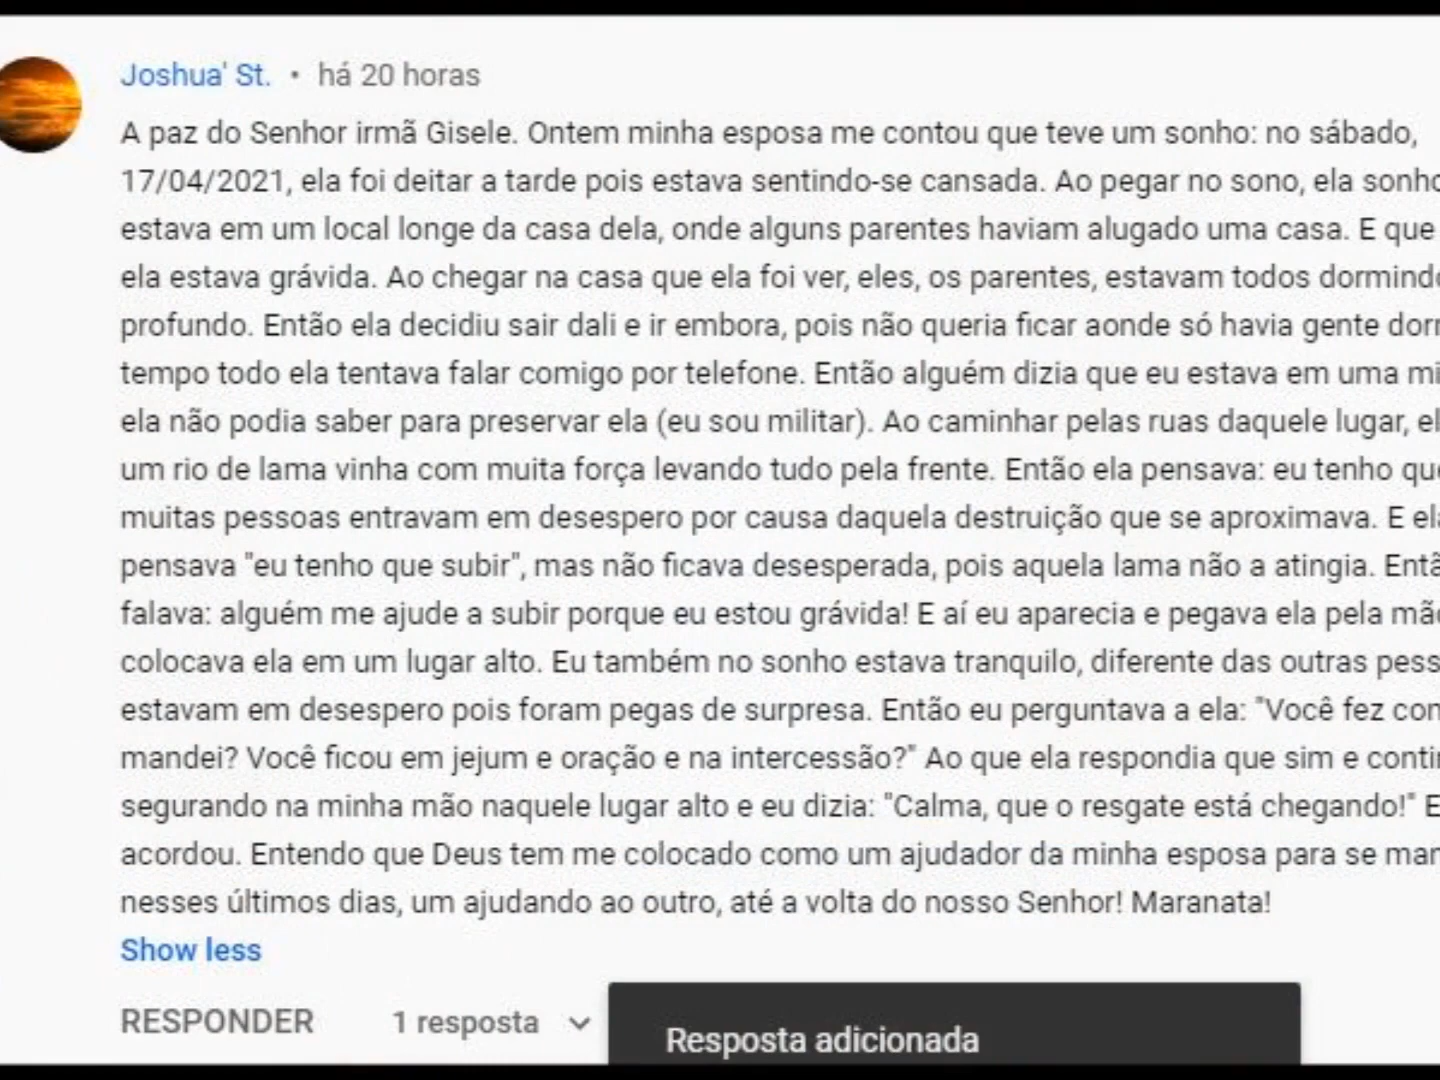 Joshua' St. • há 20 horas
A paz do Senhor irmã Gisele. Ontem minha esposa me contou que teve um sonho: no sábado,
17/04/2021, ela foi deitar a tarde pois estava sentindo-se cansada. Ao pegar no sono, ela
estava em um local longe da casa dela, onde alguns parentes haviam alugado uma casa. E que
ela estava grávida. Ao chegar na casa que ela foi ver, eles, os parentes, estavam todos
profundo. Então ela decidiu sair dali e ir embora, pois não queria ficar aonde só havia gente
tempo todo ela tentava falar comigo por telefone. Então alguém dizia que eu estava em uma
ela não podia saber para preservar ela (eu sou militar). Ao caminhar pelas ruas daquele lugar,
um rio de lama vinha com muita força levando tudo pela frente. Então ela pensava: eu tenho
muitas pessoas entravam em desespero por causa daquela destruição que se aproximava. E
pensava "eu tenho que subir", mas não ficava desesperada, pois aquela lama não a atingia.
falava: alguém me ajude a subir porque eu estou grávida! E aí eu aparecia e pegava ela pela
colocava ela em um lugar alto. Eu também no sonho estava tranquilo, diferente das outras
estavam em desespero pois foram pegas de surpresa. Então eu perguntava a ela: "Você fez
mandei? Você ficou em jejum e oração e na intercessão?" Ao que ela respondia que sim e
segurando na minha mão naquele lugar alto e eu dizia: "Calma, que o resgate está chegando!"
acordou. Entendo que Deus tem me colocado como um ajudador da minha esposa para se
nesses últimos dias, um ajudando ao outro, até a volta do nosso Senhor! Maranata!
Show less
RESPONDER 1 resposta
Resposta adicionada